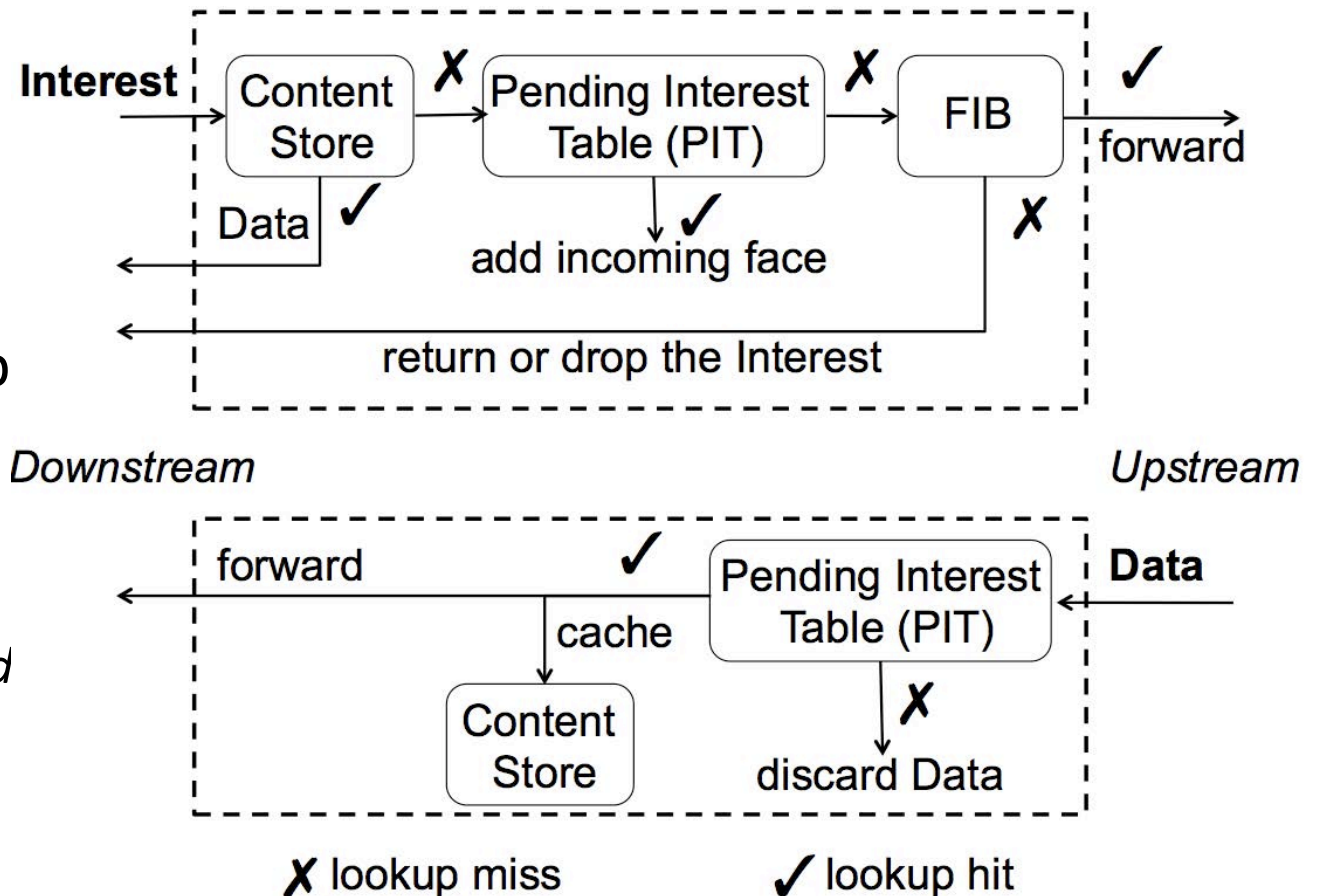 Interest
Content
Store
✗
Pending Interest
Table (PIT)
✗
FIB
✓
forward
Data
✓
✓
add incoming face
✗
return or drop the Interest
Downstream
Upstream
forward
✓
Pending Interest
Table (PIT)
Data
cache
Content
Store
✗
discard Data
✗ lookup miss
✓ lookup hit